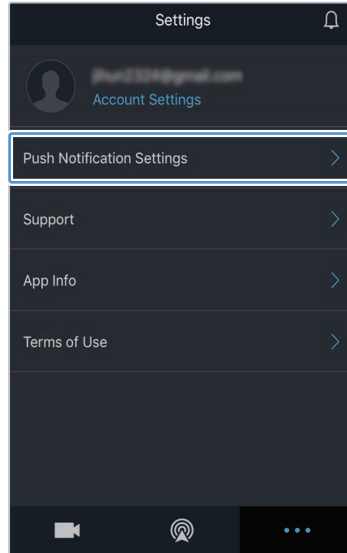 Settings
Account Settings
Push Notification Settings
Support
App Info
Terms of Use